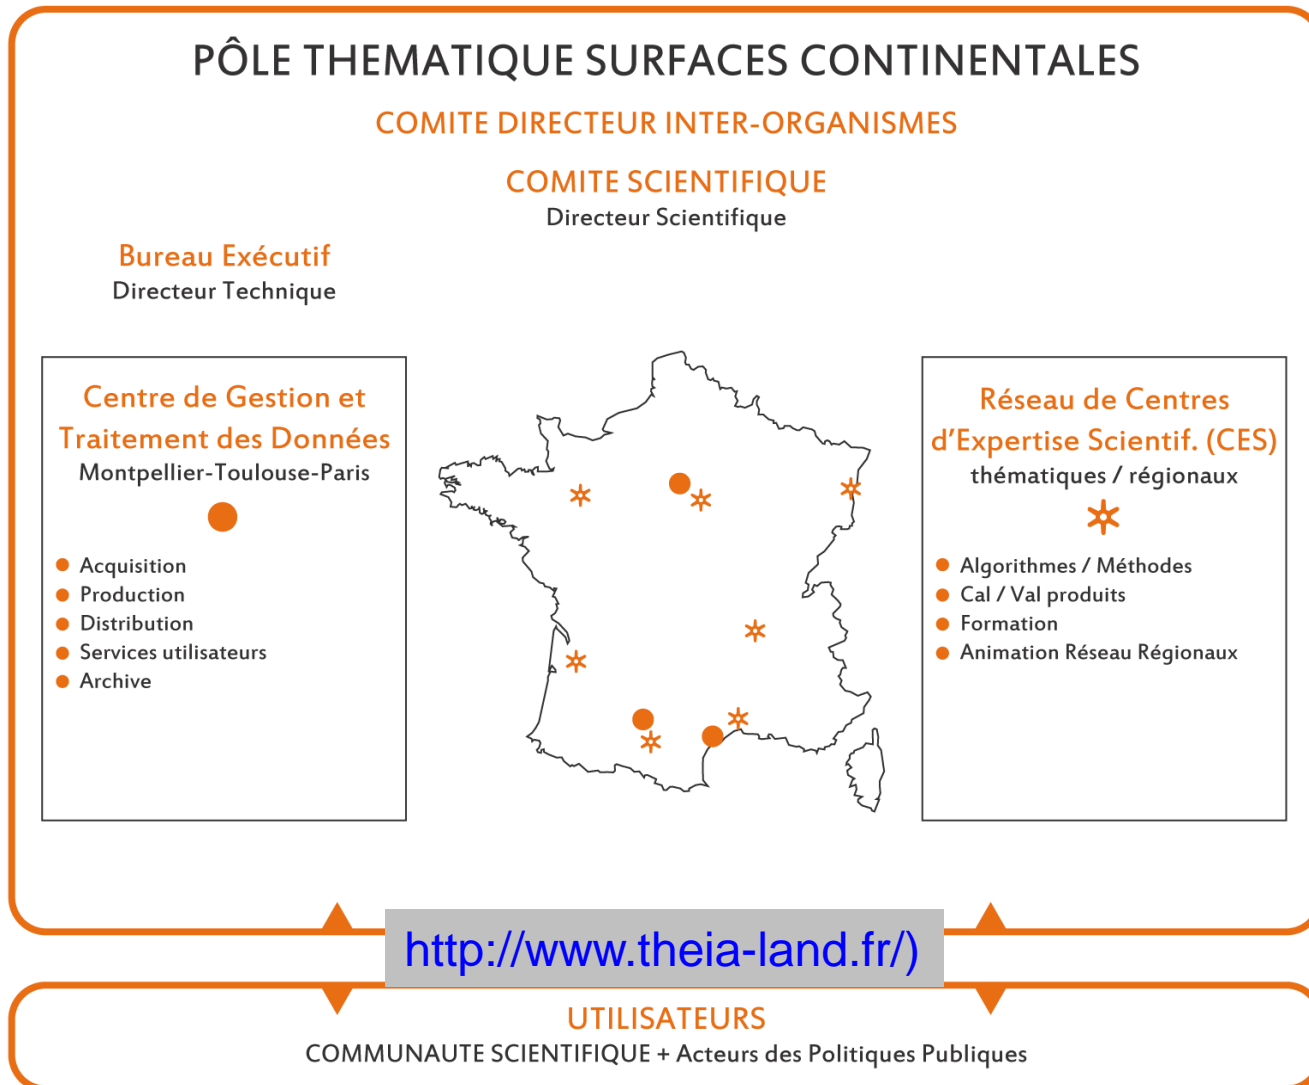 PÔLE THEMATIQUE SURFACES CONTINENTALES
COMITE DIRECTEUR INTER-ORGANISMES
COMITE SCIENTIFIQUE
Directeur Scientifique
Bureau Exécutif
Directeur Technique
Centre de Gestion et
Traitement des Données
Montpellier-Toulouse-Paris
Acquisition
Production
Distribution
Services utilisateurs
Archive
Réseau de Centres
d'Expertise Scientif. (CES)
thématiques / régionaux
Algorithmes / Méthodes
Cal / Val produits
Formation
Animation Réseau Régionaux
http://www.theia-land.fr/)
UTILISATEURS
COMMUNAUTE SCIENTIFIQUE + Acteurs des Politiques Publiques